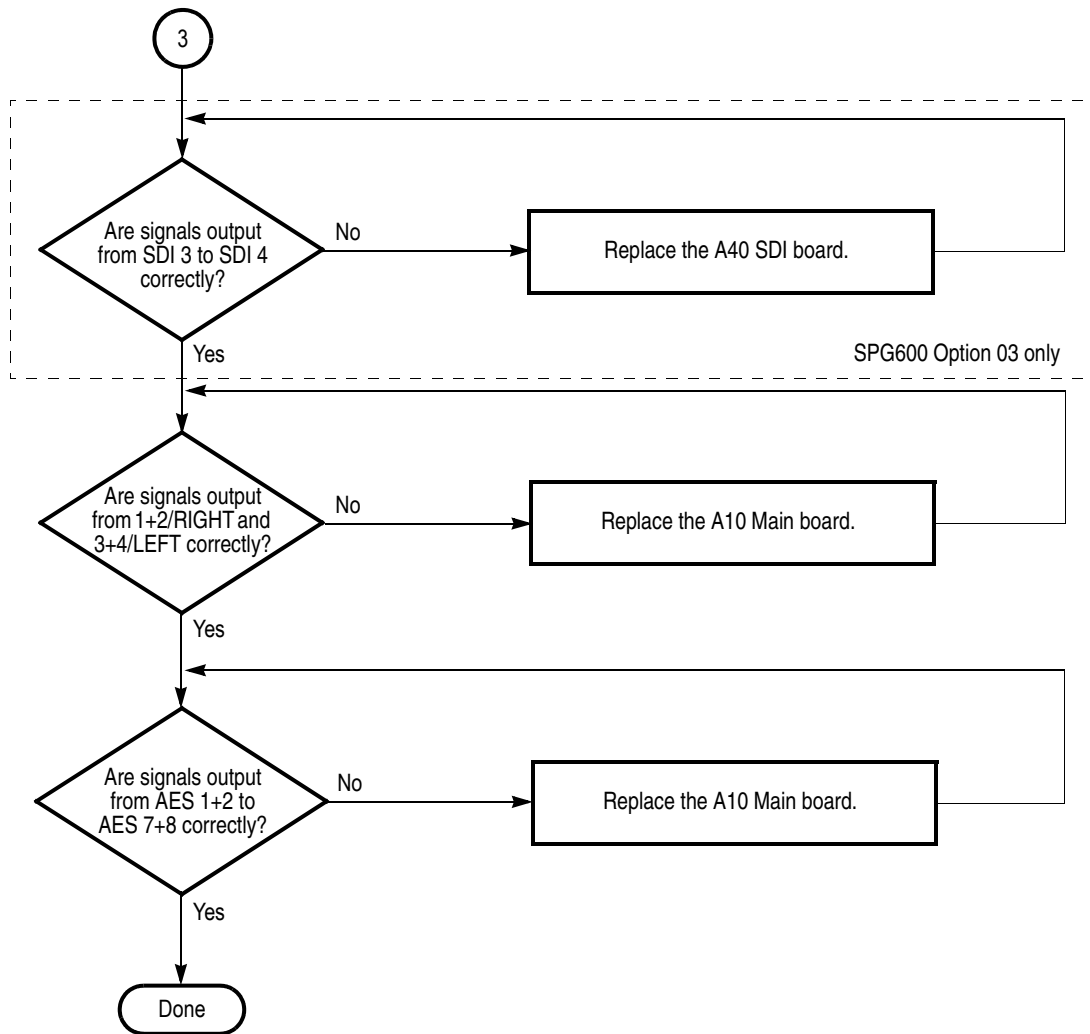 3
Are signals output
from SDI 3 to SDI 4
correctly?
No
Replace the A40 SDI board.
Yes
SPG600 Option 03 only
Are signals output
from 1+2/RIGHT and
3+4/LEFT correctly?
No
Replace the A10 Main board.
Yes
Are signals output
from AES 1+2 to
AES 7+8 correctly?
No
Replace the A10 Main board.
Yes
Done